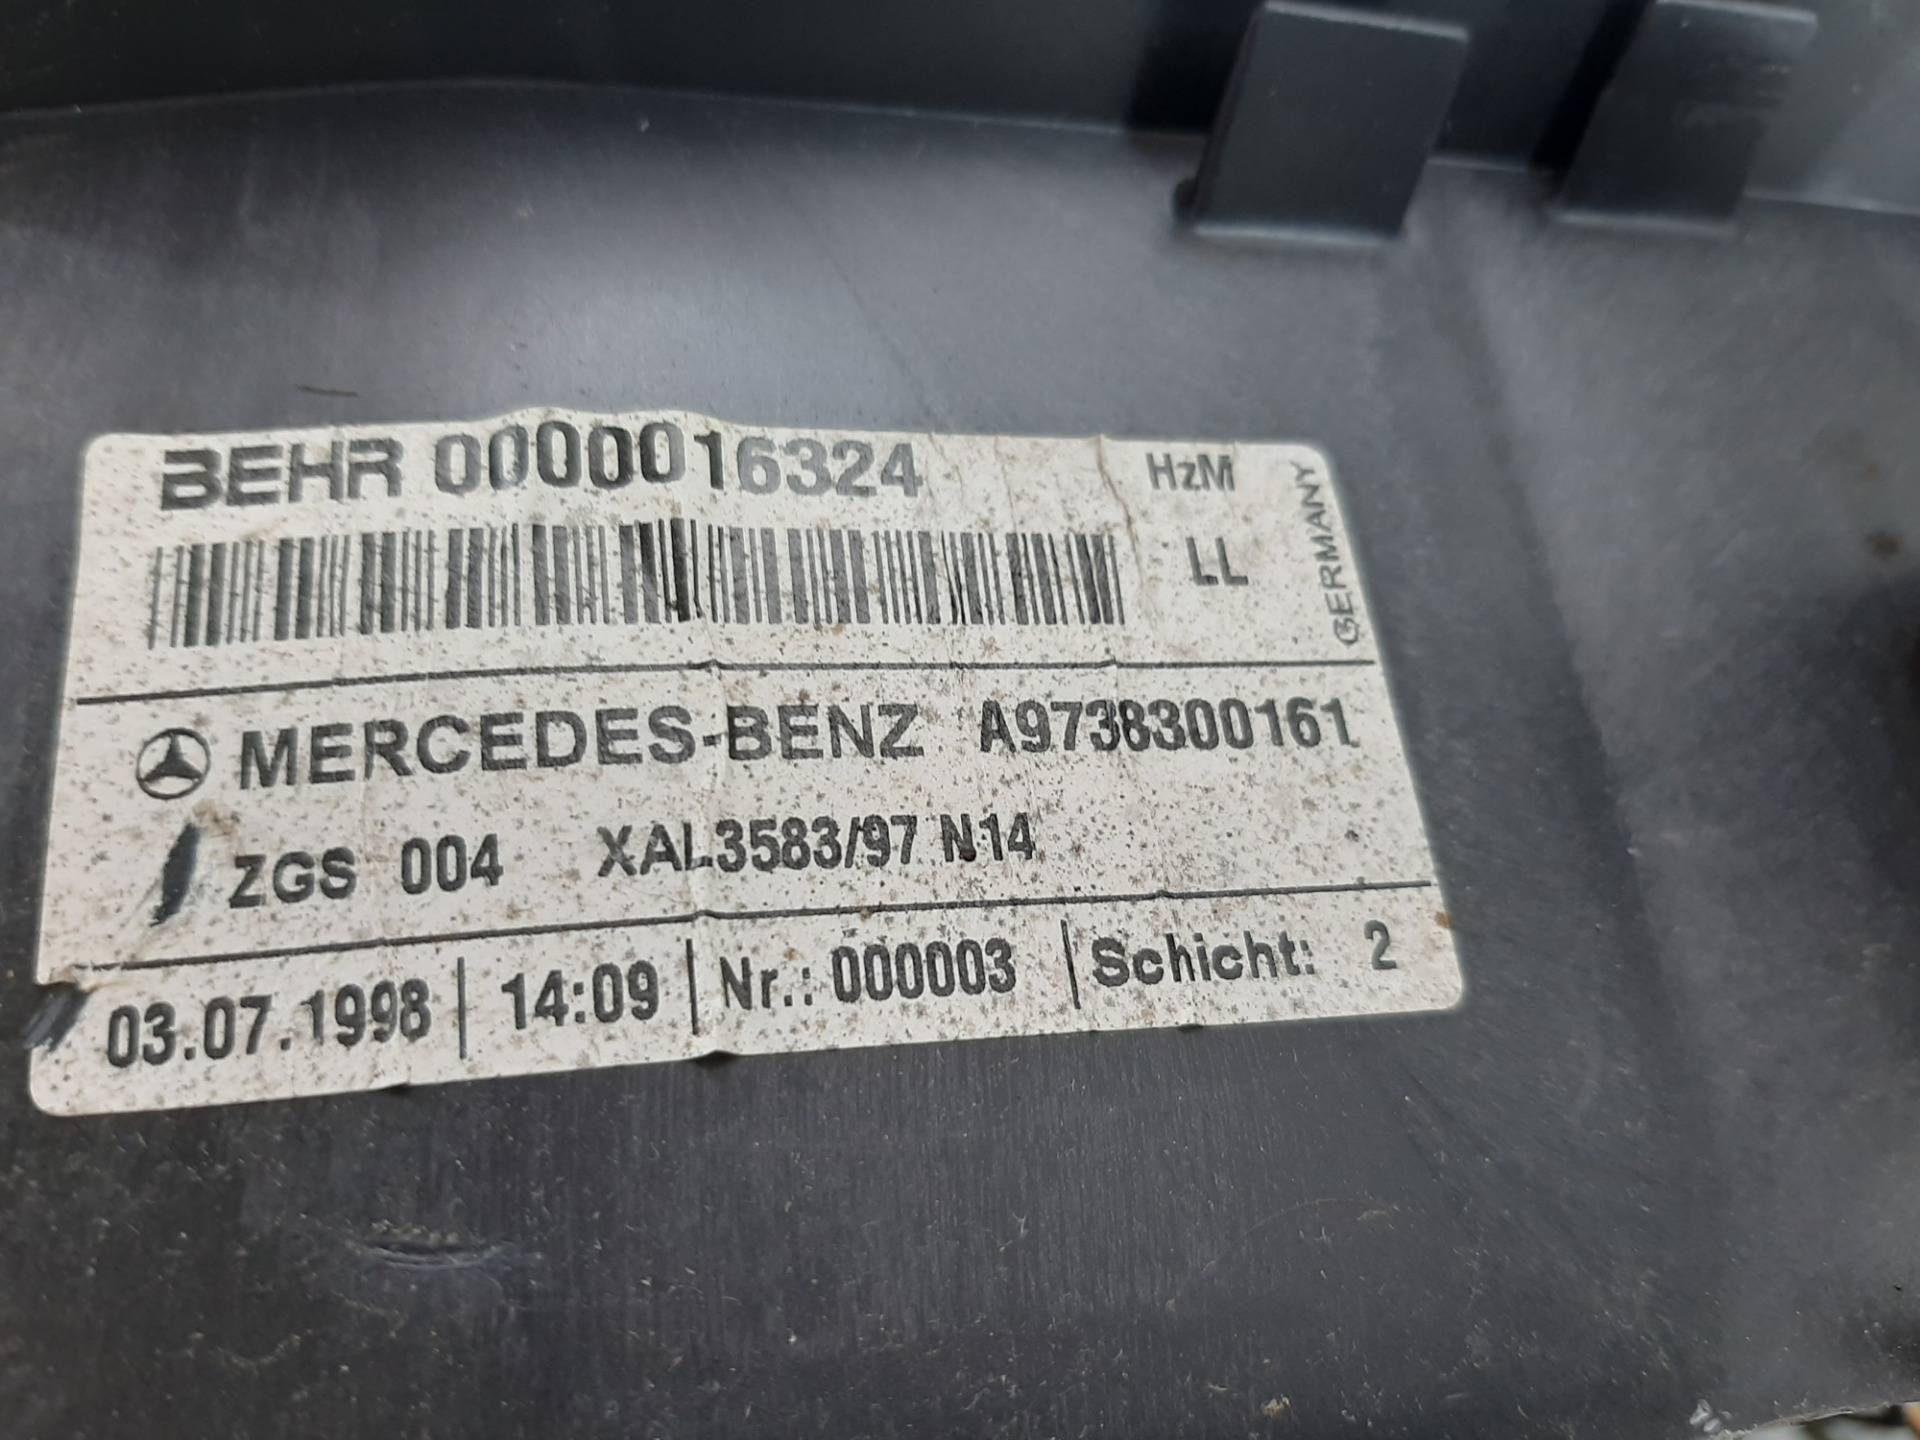 BEHR 0000016324 HzM
LL
GERMANY
MERCEDES-BENZ A9738300161
ZGS 004 XAL3583/97 N14
03.07.1998 | 14:09 | Nr.: 000003 | Schicht: 2